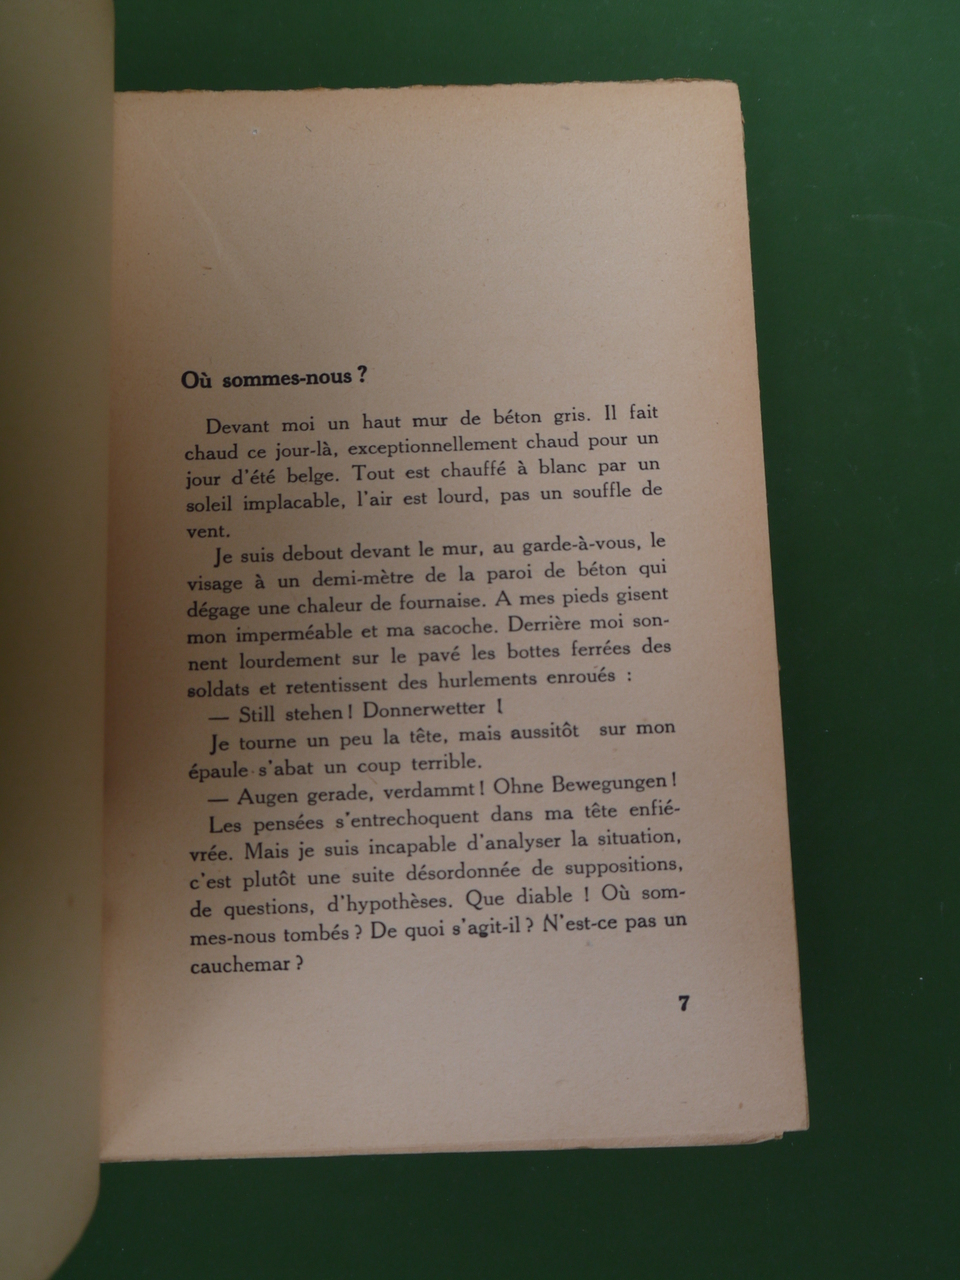 Où sommes-nous ?
Devant moi un haut mur de béton gris. Il fait
chaud ce jour-là, exceptionnellement chaud pour un
jour d'été belge. Tout est chauffé à blanc par un
soleil implacable, l'air est lourd, pas un souffle de
vent.
Je suis debout devant le mur, au garde-à-vous, le
visage à un demi-mètre de la paroi de béton qui
dégage une chaleur de fournaise. A mes pieds gisent
mon imperméable et ma sacoche. Derrière moi son-
nent lourdement sur le pavé les bottes ferrées des
soldats et retentissent des hurlements enroués :
— Still stehen ! Donnerwetter !
Je tourne un peu la tête, mais aussitôt sur mon
épaule s'abat un coup terrible.
— Augen gerade, verdammt ! Ohne Bewegungen !
Les pensées s'entrechoquent dans ma tête enfié-
vrée. Mais je suis incapable d'analyser la situation,
c'est plutôt une suite désordonnée de suppositions,
de questions, d'hypothèses. Que diable ! Où som-
mes-nous tombés ? De quoi s'agit-il ? N'est-ce pas un
cauchemar ?
7